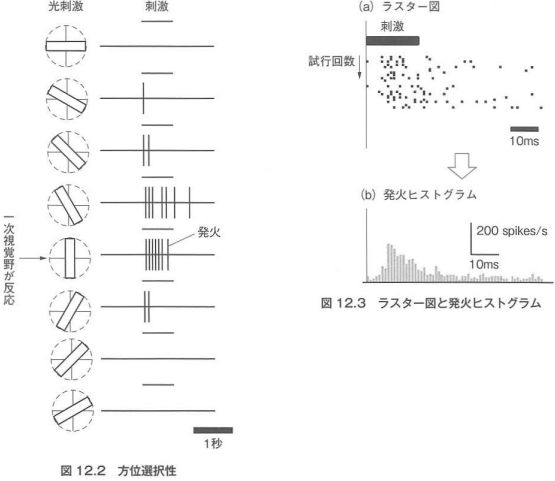 光刺激
刺激
発火
一次視覚野が反応
1秒
図 12.2 方位選択性
(a) ラスター図
刺激
試行回数
10ms
(b) 発火ヒストグラム
200 spikes/s
10ms
図 12.3 ラスター図と発火ヒストグラム